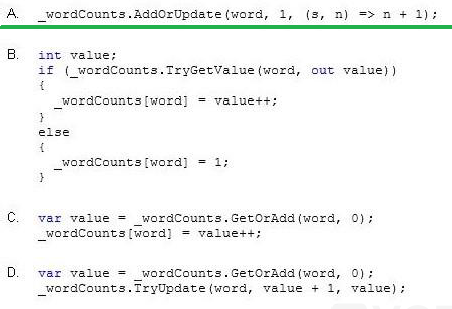 A. _wordCounts.AddOrUpdate(word, 1, (s, n) => n + 1);
B. int value;
if (_wordCounts.TryGetValue(word, out value))
{
_wordCounts[word] = value++;
}
else
{
_wordCounts[word] = 1;
}
C. var value = _wordCounts.GetOrAdd(word, 0);
_wordCounts[word] = value++;
D. var value = _wordCounts.GetOrAdd(word, 0);
_wordCounts.TryUpdate(word, value + 1, value);